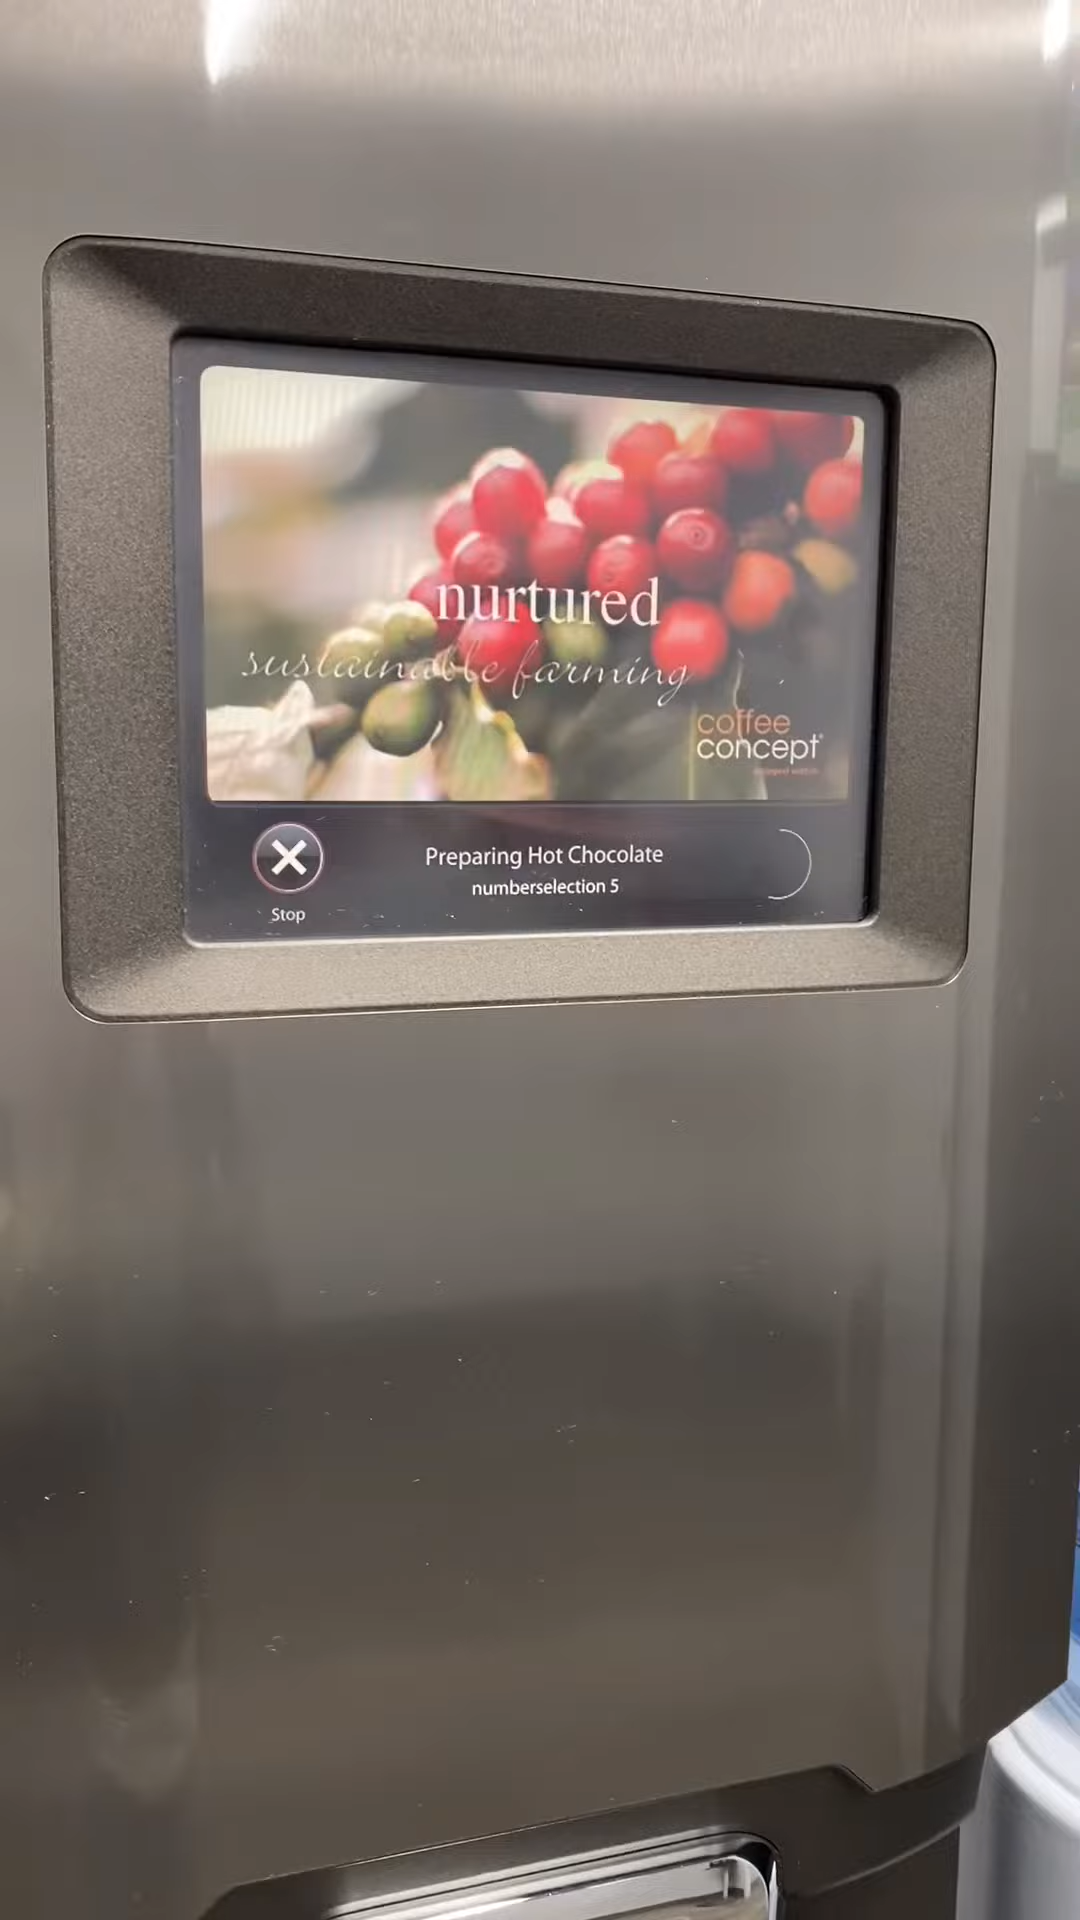 nurtured
sustainable farming
coffee
concept
Preparing Hot Chocolate
numberselection 5
Stop